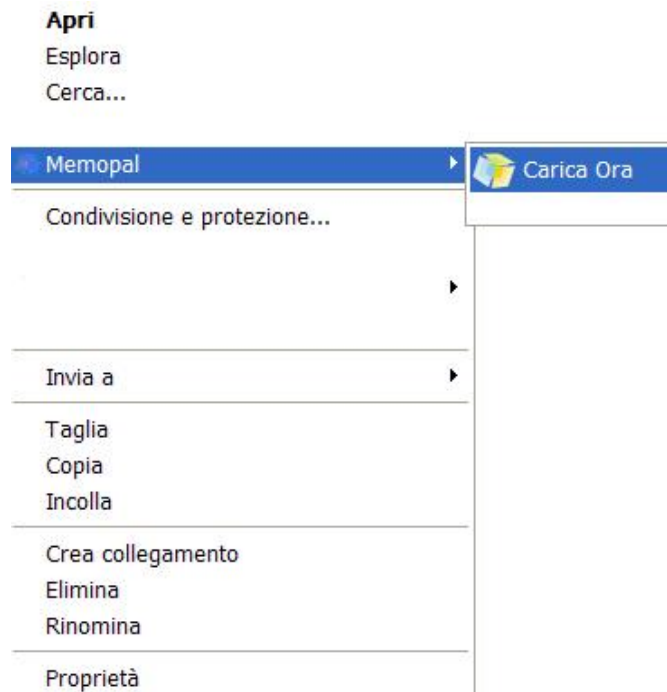 Apri
Esplora
Cerca...
Memopal
Carica Ora
Condivisione e protezione...
Invia a
Taglia
Copia
Incolla
Crea collegamento
Elimina
Rinomina
Proprietà